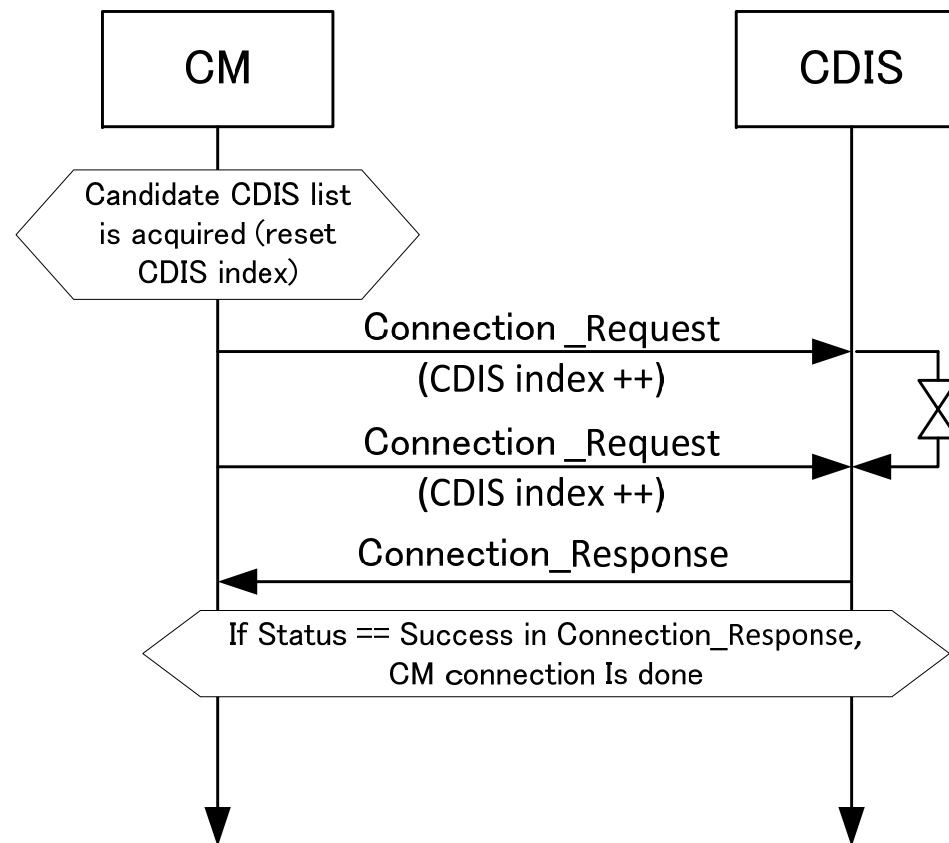 CM
CDIS
Candidate CDIS list
is acquired (reset
CDIS index)
Connection _Request
(CDIS index ++)
Connection _Request
(CDIS index ++)
Connection_Response
If Status == Success in Connection_Response,
CM connection Is done